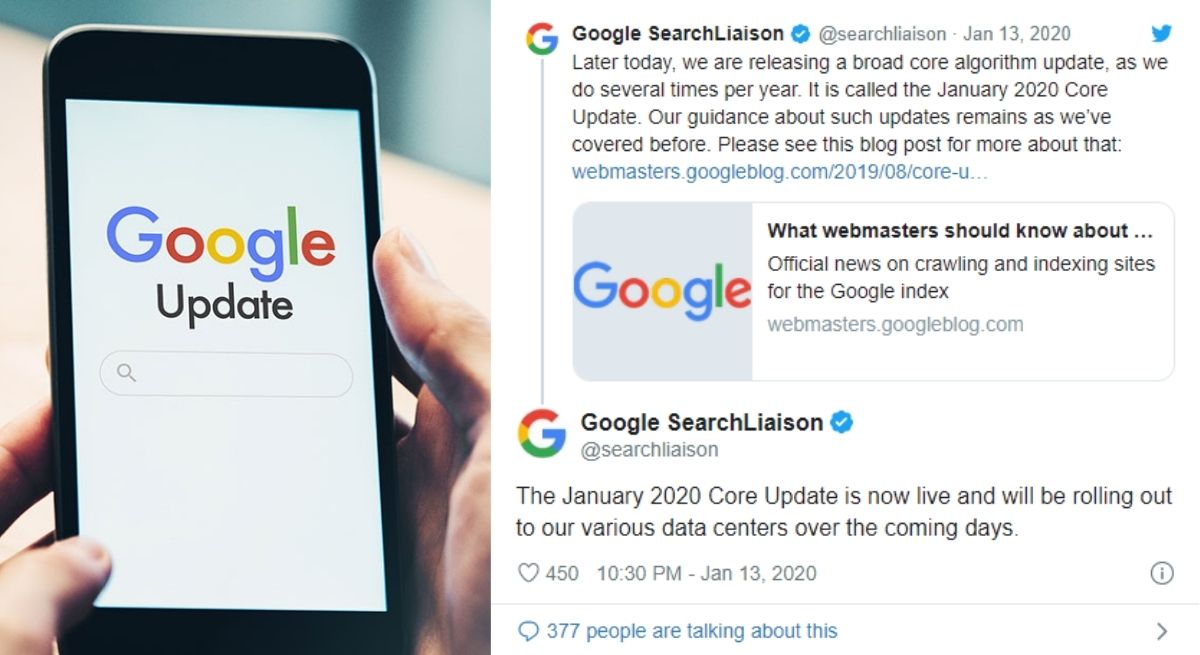 Google
Update
Google SearchLiaison @searchliaison · Jan 13, 2020
Later today, we are releasing a broad core algorithm update, as we
do several times per year. It is called the January 2020 Core
Update. Our guidance about such updates remains as we’ve
covered before. Please see this blog post for more about that:
webmasters.googleblog.com/2019/08/core-u…
Google
What webmasters should know about …
Official news on crawling and indexing sites
for the Google index
webmasters.googleblog.com
Google SearchLiaison
@searchliaison
The January 2020 Core Update is now live and will be rolling out
to our various data centers over the coming days.
450 10:30 PM - Jan 13, 2020
377 people are talking about this